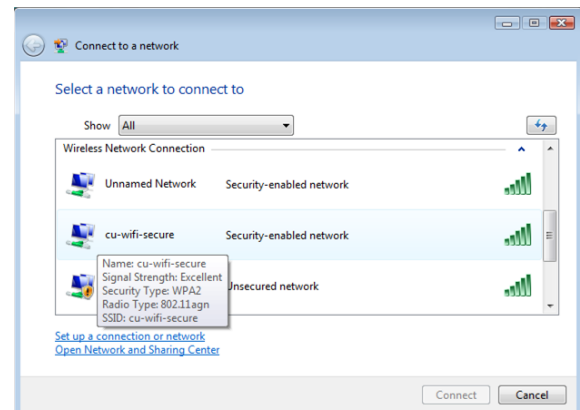 Connect to a network
Select a network to connect to
Show All
Wireless Network Connection
Unnamed Network Security-enabled network
cu-wifi-secure Security-enabled network
Name: cu-wifi-secure
Signal Strength: Excellent
Security Type: WPA2
Unsecured network
Radio Type: 802.11agn
SSID: cu-wifi-secure
Set up a connection or network
Open Network and Sharing Center
Connect Cancel